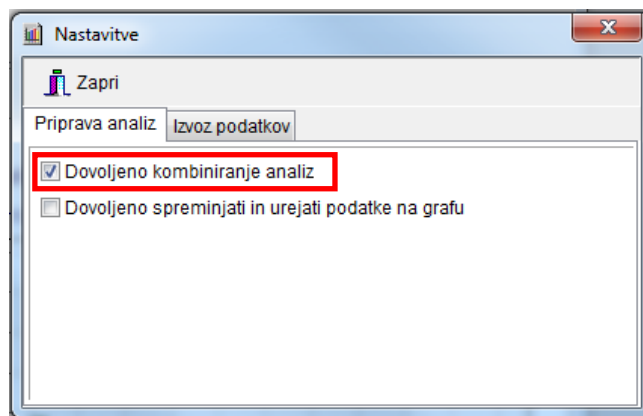 Nastavitve
Zapri
Priprava analiz
Izvoz podatkov
Dovoljeno kombiniranje analiz
Dovoljeno spreminjati in urejati podatke na grafu